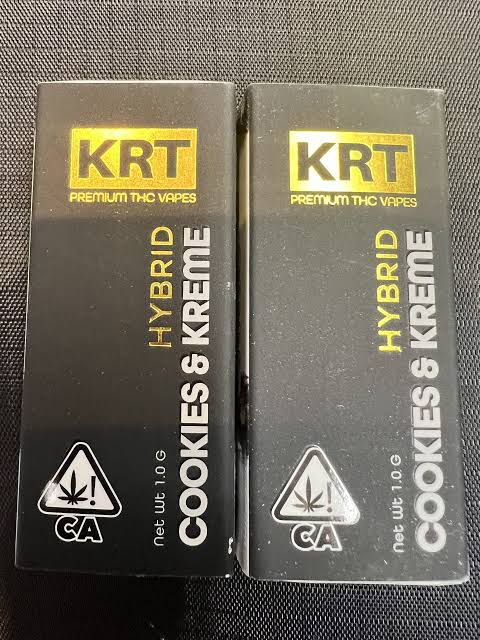 KRT
PREMIUM THC VAPES
HYBRID
COOKIES & KREME
Net Wt 1.0 G
!
CA
KRT
PREMIUM THC VAPES
HYBRID
COOKIES & KREME
Net Wt 1.0 G
!
CA